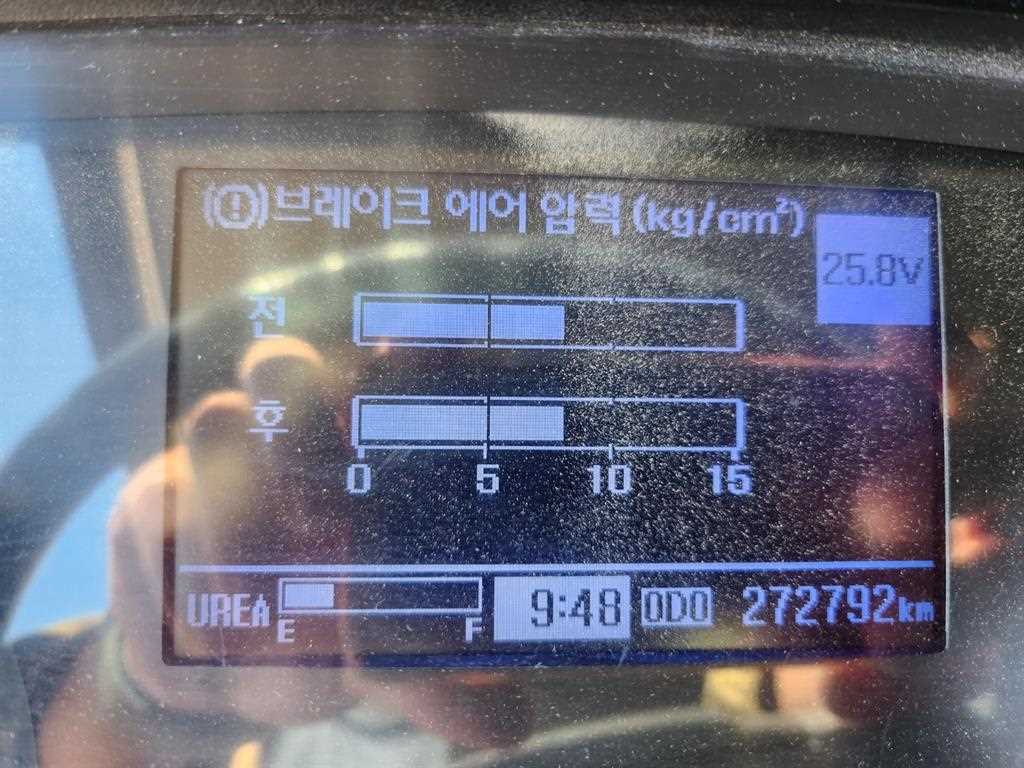 브레이크 에어 압력 (kg/cm²)
25.8V
전
후
0 5 10 15
UREA E F 9:48 ODO 272792km